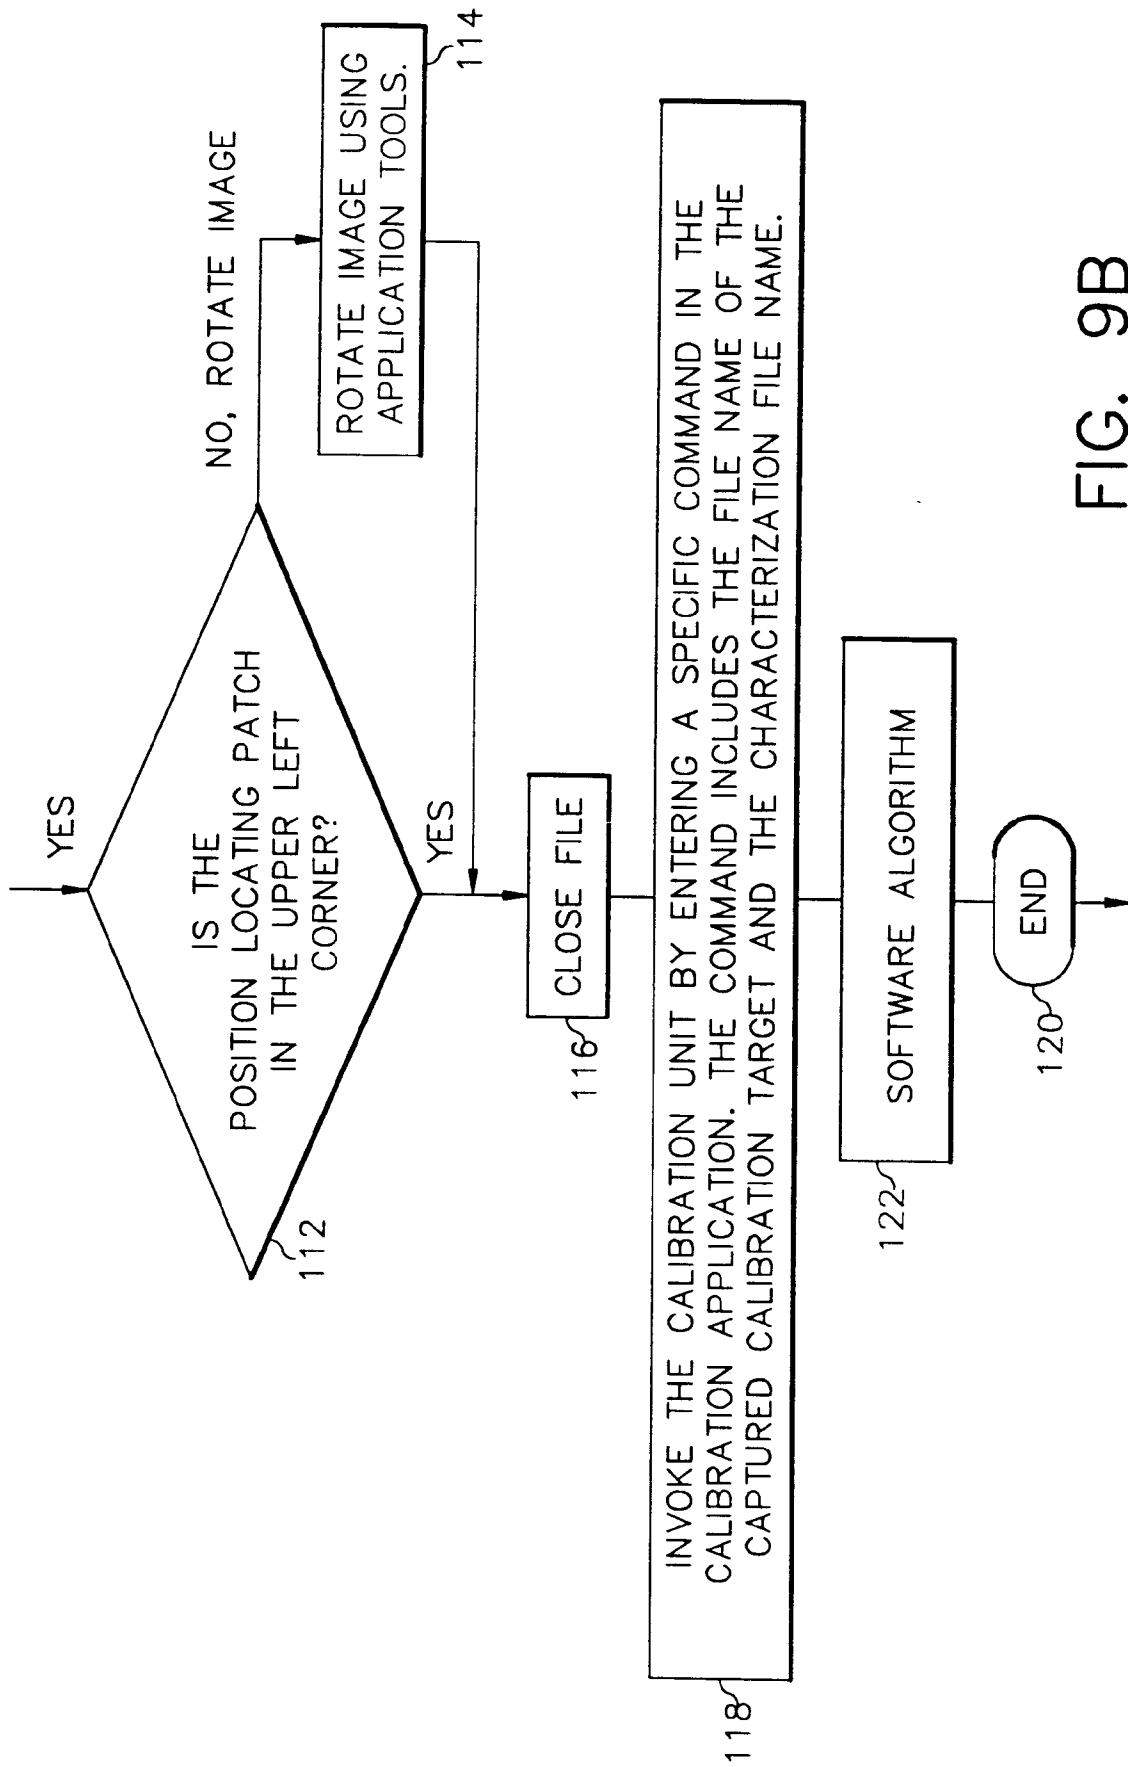 YES
IS THE
POSITION LOCATING PATCH
IN THE UPPER LEFT
CORNER?
112
NO, ROTATE IMAGE
ROTATE IMAGE USING
APPLICATION TOOLS.
114
YES
CLOSE FILE
116
INVOKE THE CALIBRATION UNIT BY ENTERING A SPECIFIC COMMAND IN THE
CALIBRATION APPLICATION. THE COMMAND INCLUDES THE FILE NAME OF THE
CAPTURED CALIBRATION TARGET AND THE CHARACTERIZATION FILE NAME.
118
SOFTWARE ALGORITHM
122
END
120
FIG. 9B